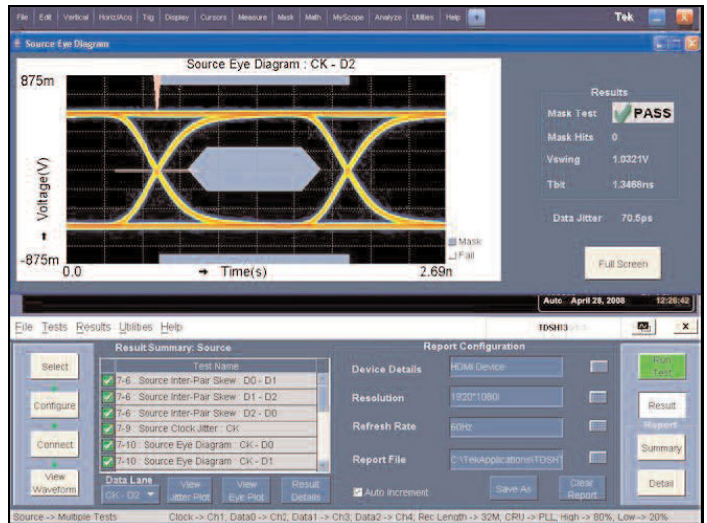 File Edit Vertical Horiz/Acq Trig Display Cursors Measure Mask Math MyScope Analyze Utilities Help Tek
Source Eye Diagram
Source Eye Diagram : CK - D2
875m
Voltage(V)
-875m
0.0
Time(s)
2.69n
Mask
Fail
Results
Mask Test PASS
Mask Hits 0
Vswing 1.0321V
Tbit 1.3468ns
Data Jitter 70.5ps
Full Screen
Auto April 28, 2008 12:26:42
File Tests Results Utilities Help TDSHT3 X
Select
Configure
Connect
View Waveform
Result Summary: Source
Test Name
7-6 : Source Inter-Pair Skew : D0 - D1
7-6 : Source Inter-Pair Skew : D1 - D2
7-6 : Source Inter-Pair Skew : D2 - D0
7-9 : Source Clock Jitter : CK
7-10 : Source Eye Diagram : CK - D0
7-10 : Source Eye Diagram : CK - D1
Data Lane
CK - D2
View Jitter Plot
View Eye Plot
Result Details
Report Configuration
Device Details HDMI Device
Resolution 1920*1080i
Refresh Rate 60Hz
Report File C:\TekApplications\TDSHT
Auto Increment
Save As
Clear Report
Run Test
Result
Report
Summary
Detail
Source -> Multiple Tests Clock -> Ch1, Data0 -> Ch2, Data1 -> Ch3, Data2 -> Ch4, Rec Length -> 32M, CRU -> PLL, High -> 80%, Low -> 20%